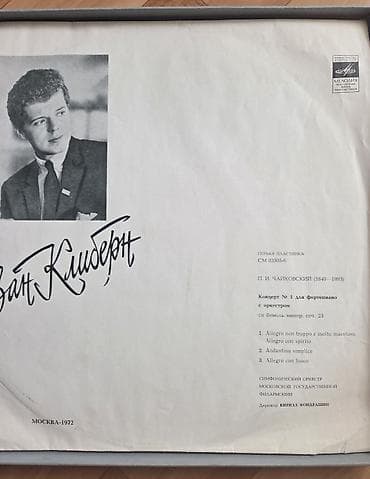 МЕЛОДИЯ
Ван Клиберн
ПЕРВАЯ ПЛАСТИНКА
П. И. ЧАЙКОВСКИЙ (1840—1893)
Концерт № 1 для фортепиано
с оркестром
си бемоль минор, соч. 23
1. Allegro non troppo e molto maestoso.
Allegro con spirito
2. Andantino semplice
3. Allegro con fuoco
СИМФОНИЧЕСКИЙ ОРКЕСТР
МОСКОВСКОЙ ГОСУДАРСТВЕННОЙ
ФИЛАРМОНИИ
Дирижер КИРИЛЛ КОНДРАШИН
МОСКВА-1972